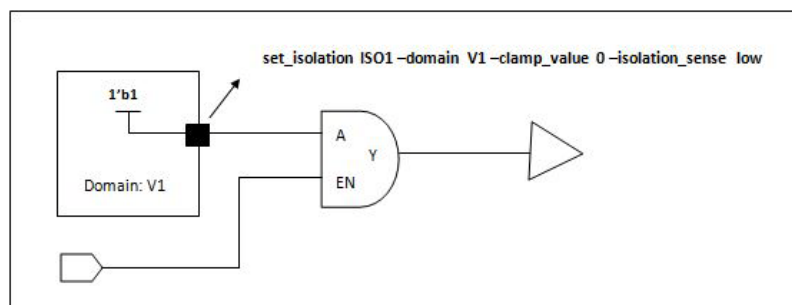 set_isolation ISO1 –domain V1 –clamp_value 0 –isolation_sense low
1'b1
A
Y
EN
Domain: V1